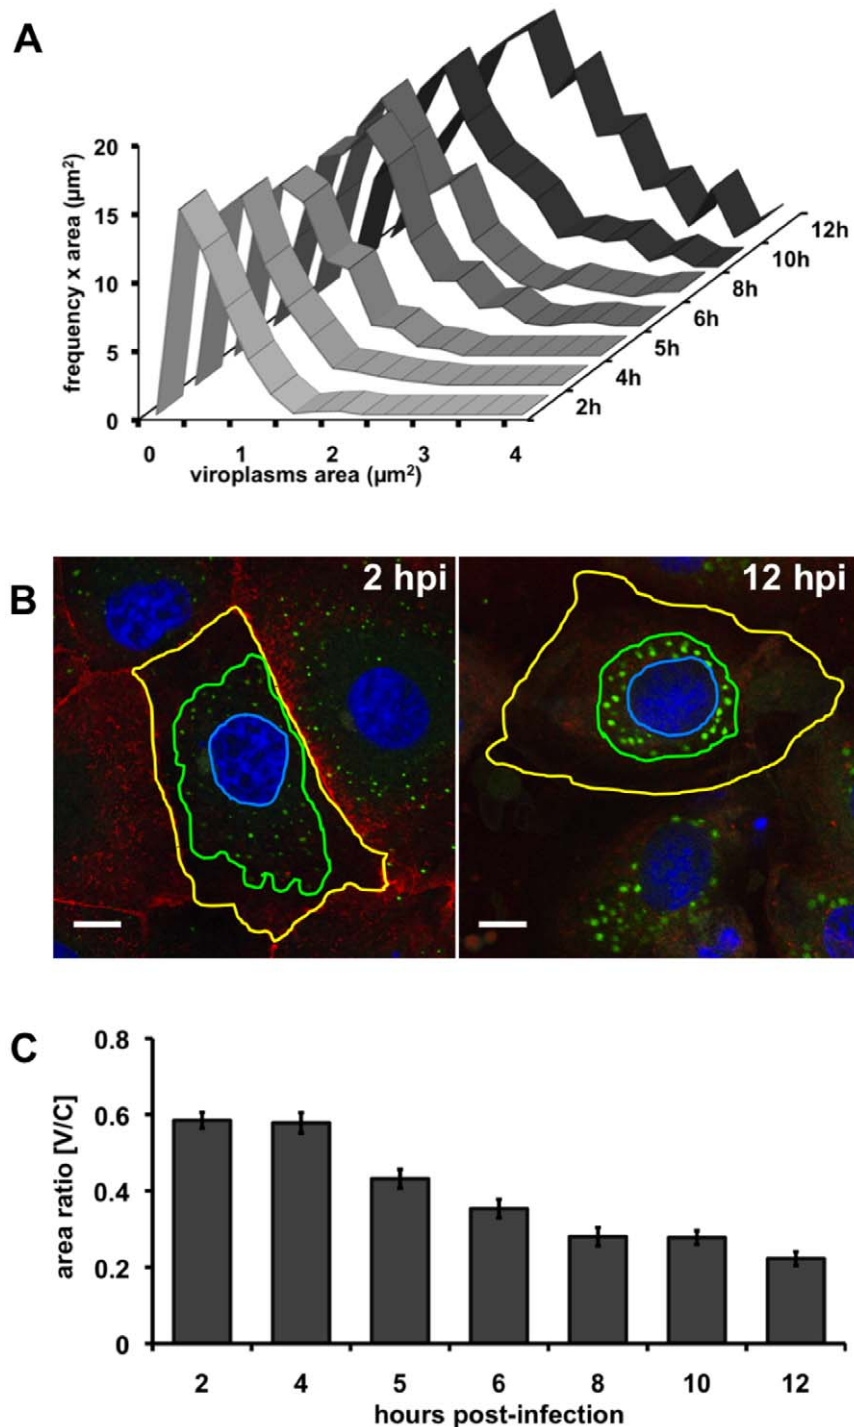 A
frequency x area (µm²)
20
15
10
5
0
0 1 2 3 4
viroplasms area (µm²)
2h
4h
5h
6h
8h
10h
12h
B
2 hpi
12 hpi
C
area ratio [V/C]
0.8
0.6
0.4
0.2
0
2 4 5 6 8 10 12
hours post-infection